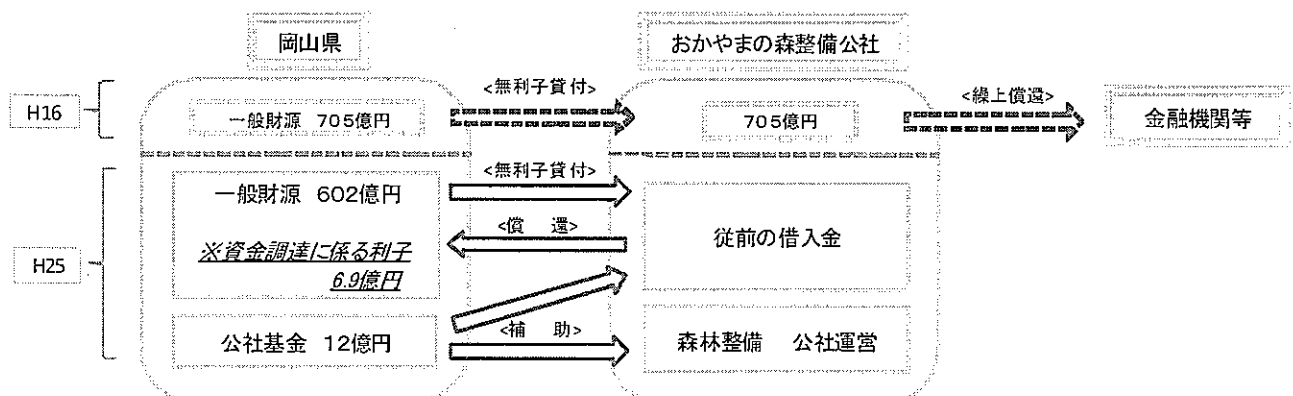 岡山県
おかやまの森整備公社
H16
一般財源 705億円
<無利子貸付>
705億円
<繰上償還>
金融機関等
H25
一般財源 602億円
※資金調達に係る利子
6.9億円
<無利子貸付>
<償 還>
従前の借入金
公社基金 12億円
<補 助>
森林整備 公社運営